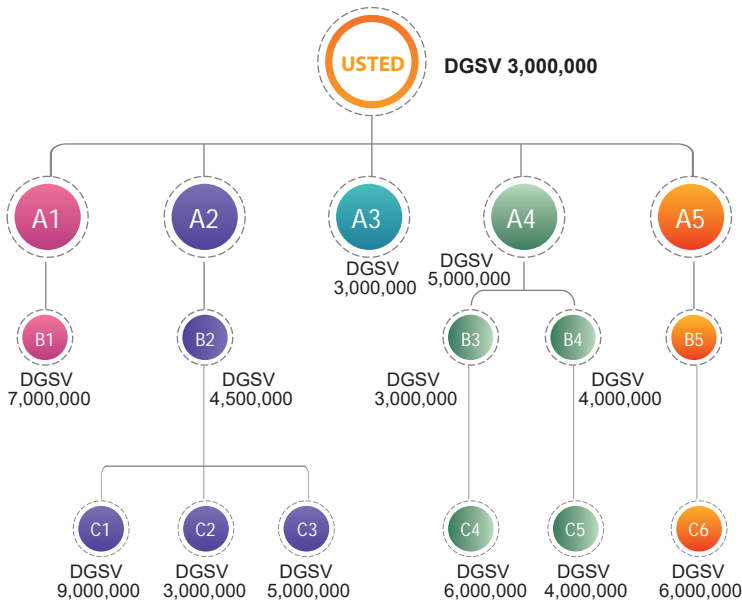 USTED
DGSV 3,000,000
A1
A2
A3
A4
A5
DGSV
3,000,000
DGSV
5,000,000
B1
B2
B3
B4
B5
DGSV
7,000,000
DGSV
4,500,000
DGSV
3,000,000
DGSV
4,000,000
C1
C2
C3
C4
C5
C6
DGSV
9,000,000
DGSV
3,000,000
DGSV
5,000,000
DGSV
6,000,000
DGSV
4,000,000
DGSV
6,000,000